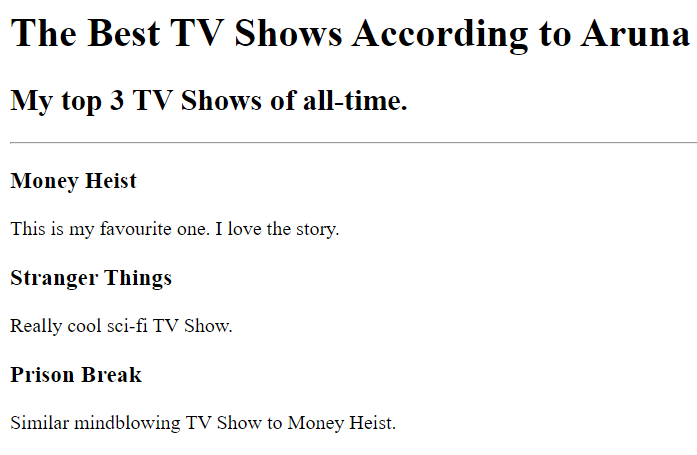 The Best TV Shows According to Aruna
My top 3 TV Shows of all-time.
Money Heist
This is my favourite one. I love the story.
Stranger Things
Really cool sci-fi TV Show.
Prison Break
Similar mindblowing TV Show to Money Heist.